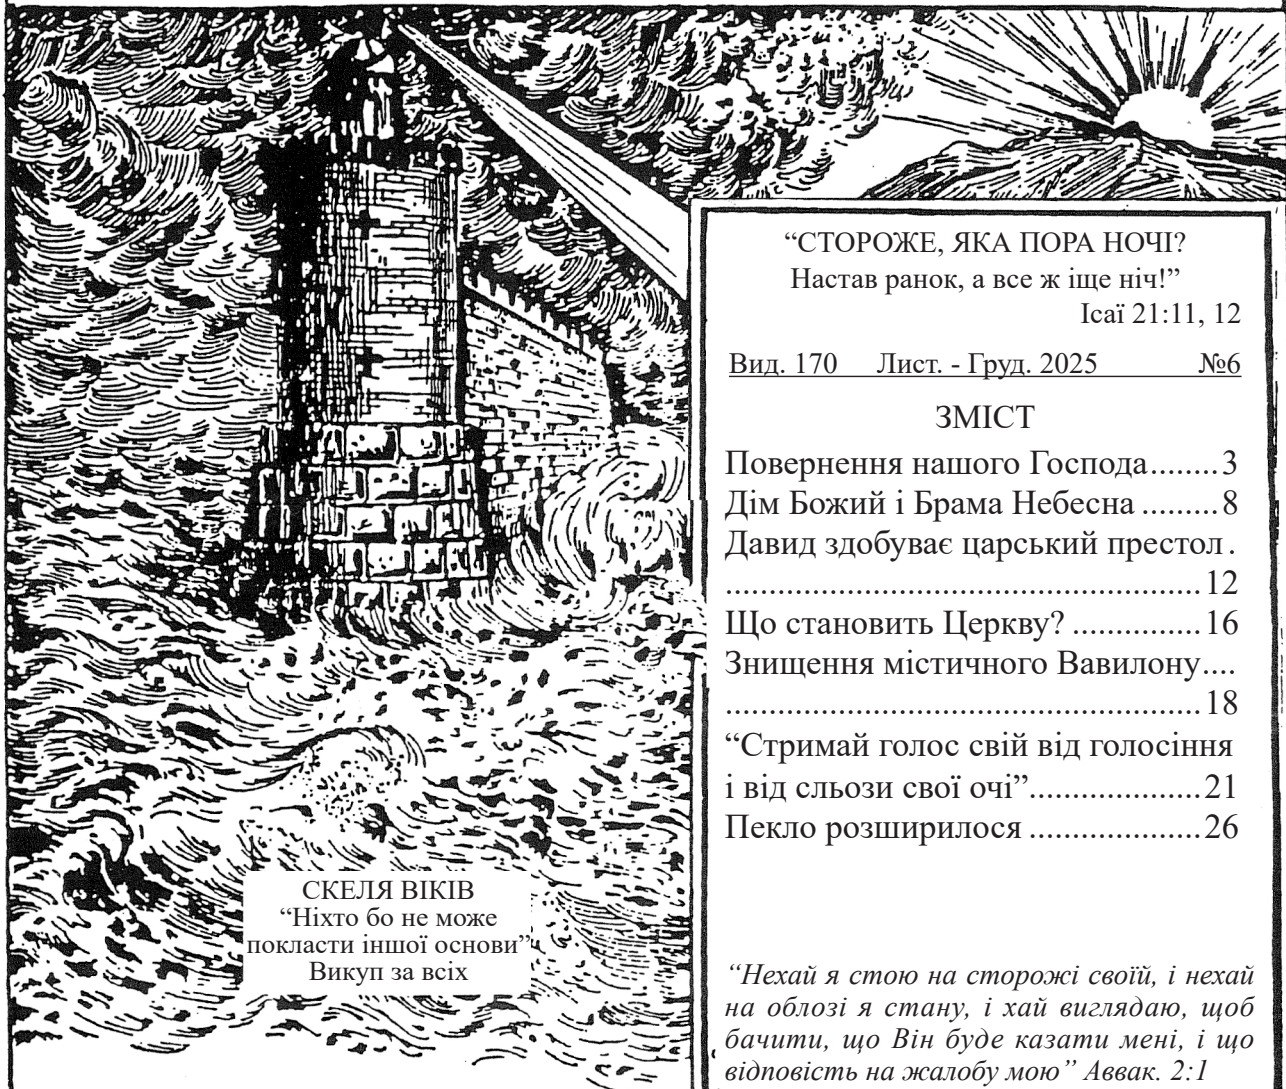 “СТОРОЖЕ, ЯКА ПОРА НОЧІ?
Настав ранок, а все ж іще ніч!”
Ісаї 21:11, 12
Вид. 170 Лист. - Груд. 2025 №6
ЗМІСТ
Повернення нашого Господа........3
Дім Божий і Брама Небесна .........8
Давид здобуває царський престол .
......................................................12
Що становить Церкву? ...............16
Знищення містичного Вавилону....
......................................................18
“Стримай голос свій від голосіння
і від сльози свої очі”....................21
Пекло розширилося ....................26
“Нехай я стою на сторожі своїй, і нехай
на облозі я стану, і хай виглядаю, щоб
бачити, що Він буде казати мені, і що
відповість на жалобу мою” Аввак. 2:1
СКЕЛЯ ВІКІВ
“Ніхто бо не може
покласти іншої основи”
Викуп за всіх